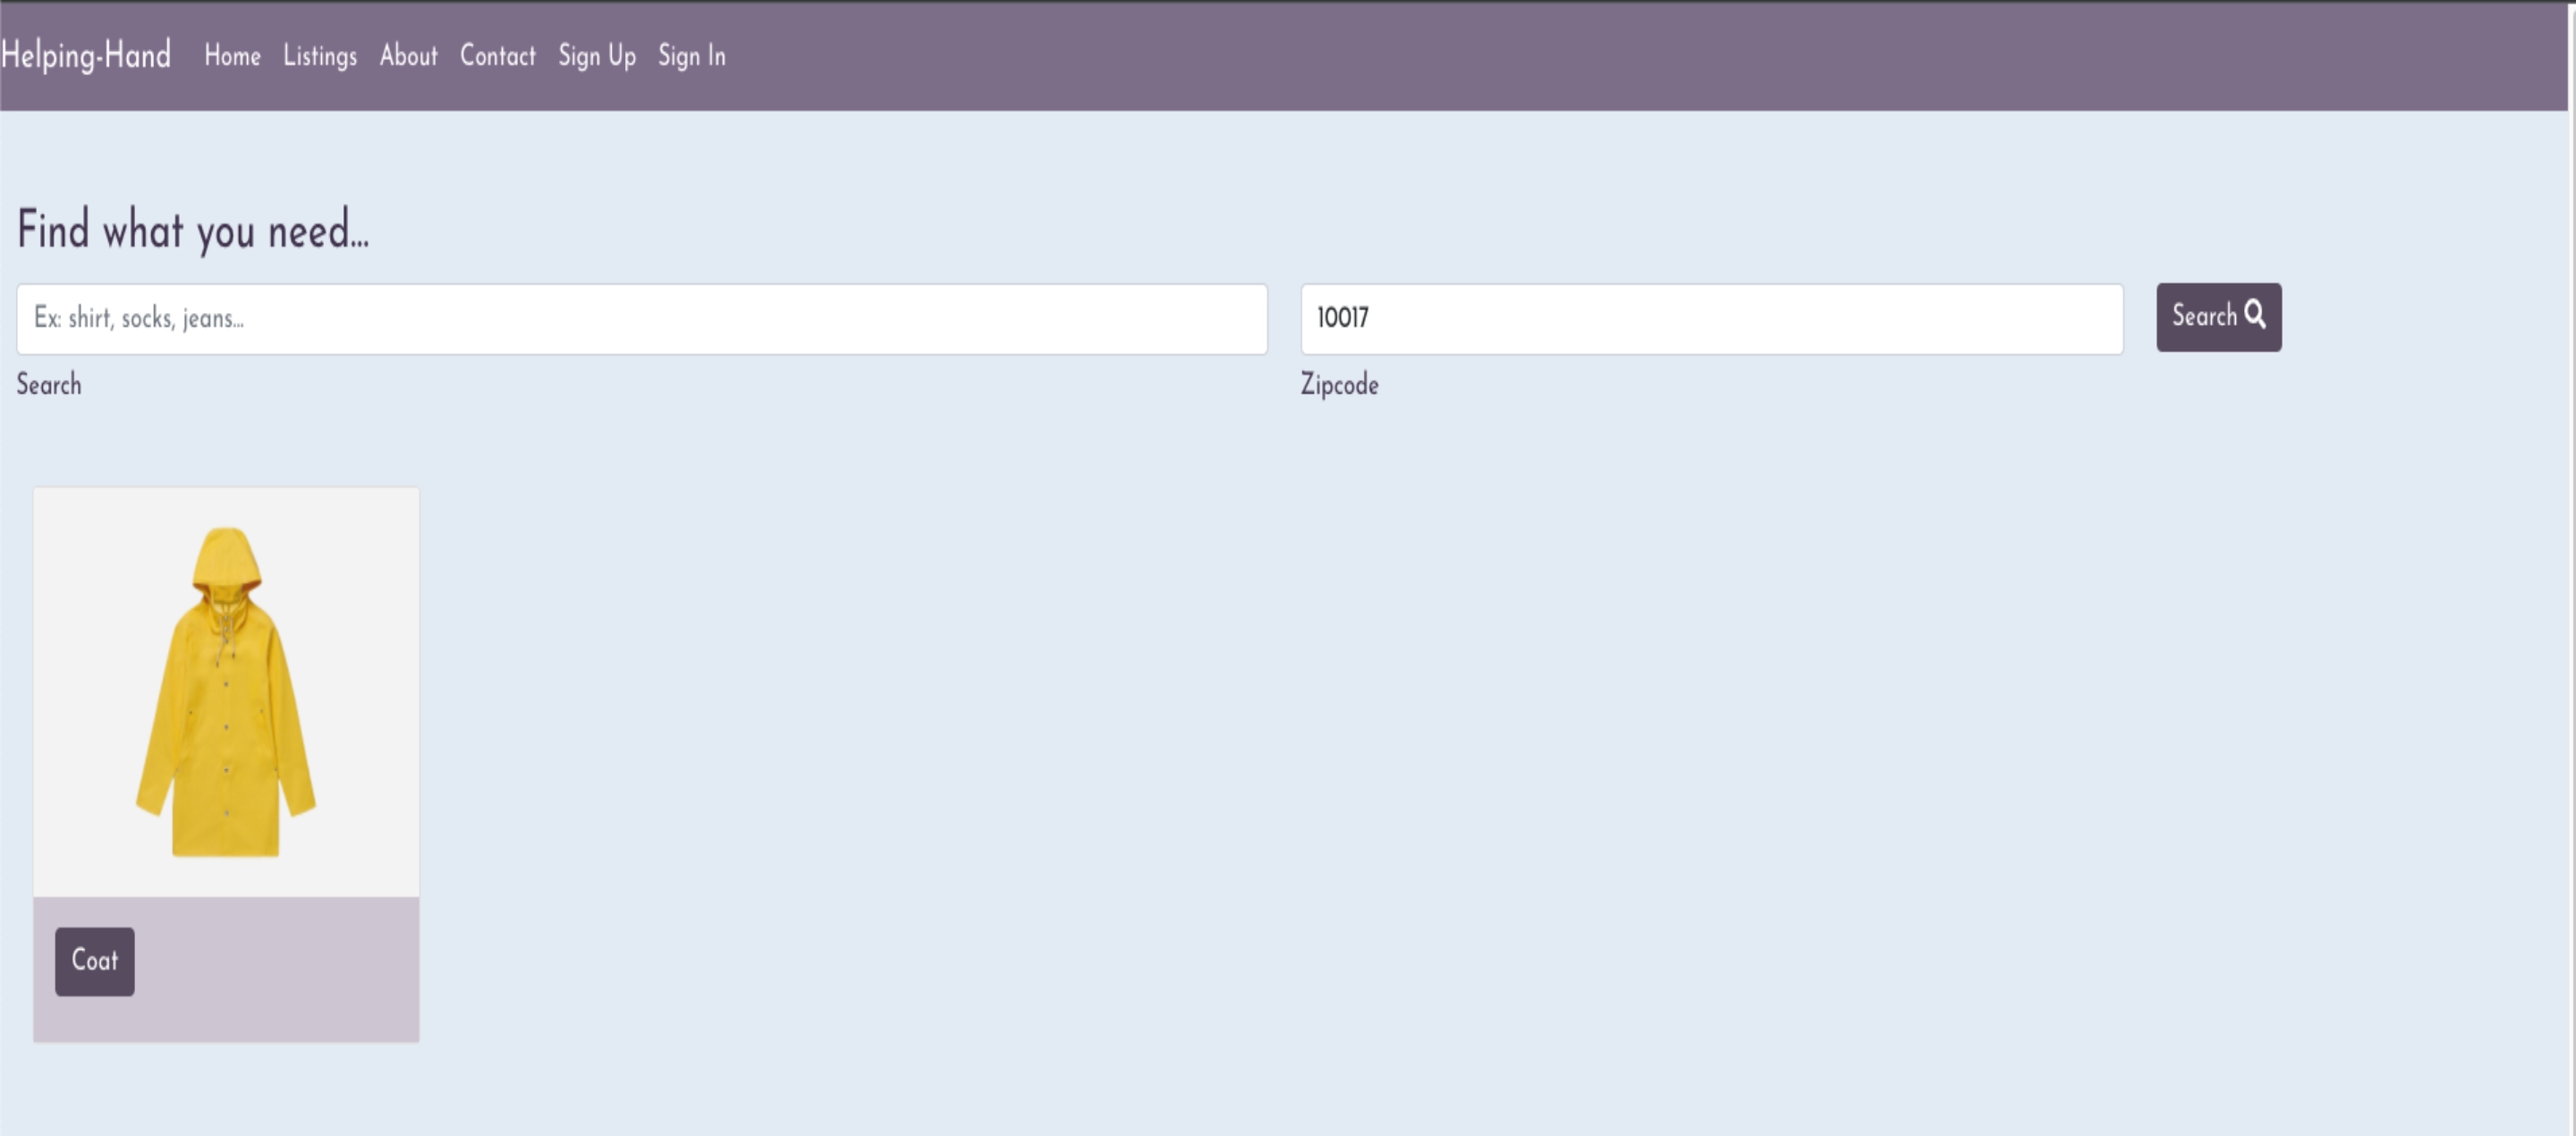 Helping-Hand Home Listings About Contact Sign Up Sign In
Find what you need...
Ex: shirt, socks, jeans... 10017 Search
Search Zipcode
Coat